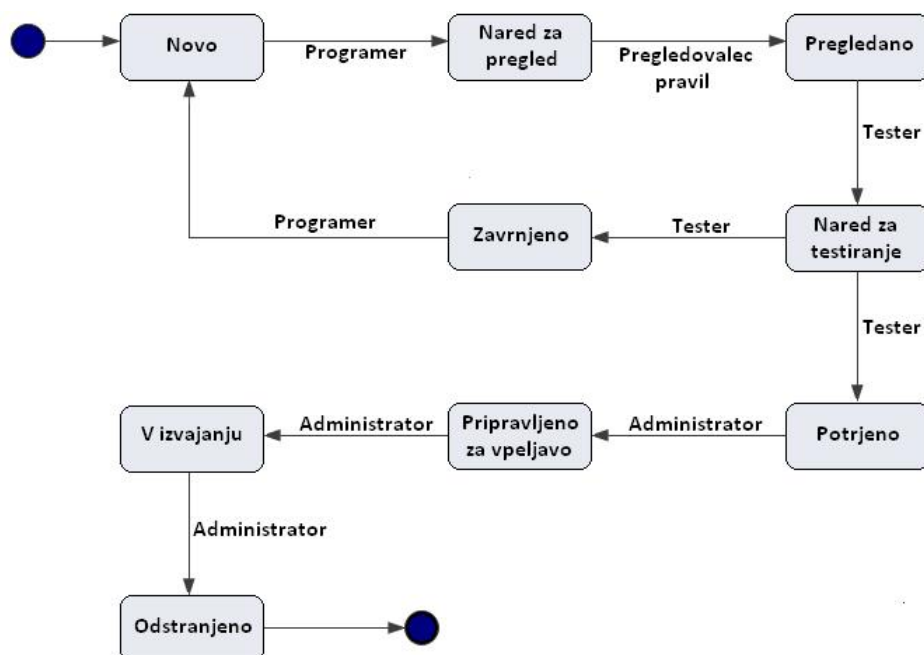 Novo
Programer
Nared za
pregled
Pregledovalec
pravil
Pregledano
Tester
Nared za
testiranje
Tester
Zavrnjeno
Programer
Tester
Potrjeno
Administrator
Pripravljeno
za vpeljavo
Administrator
V izvajanju
Administrator
Odstranjeno